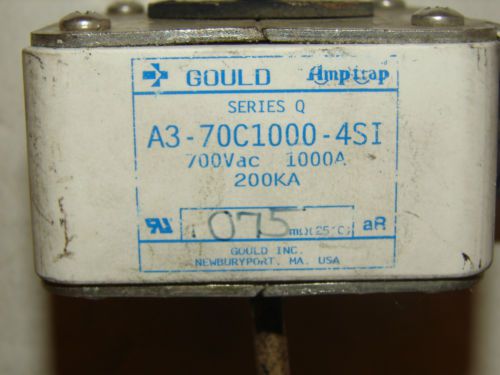 GOULD Amptrap
SERIES Q
A3-70C1000-4SI
700Vac 1000A
200KA
075 mΩ(25°C) aR
GOULD INC.
NEWBURYPORT, MA. USA